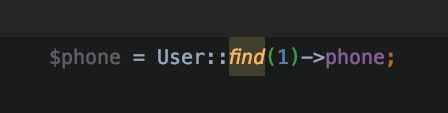 $phone = User::find(1)->phone;